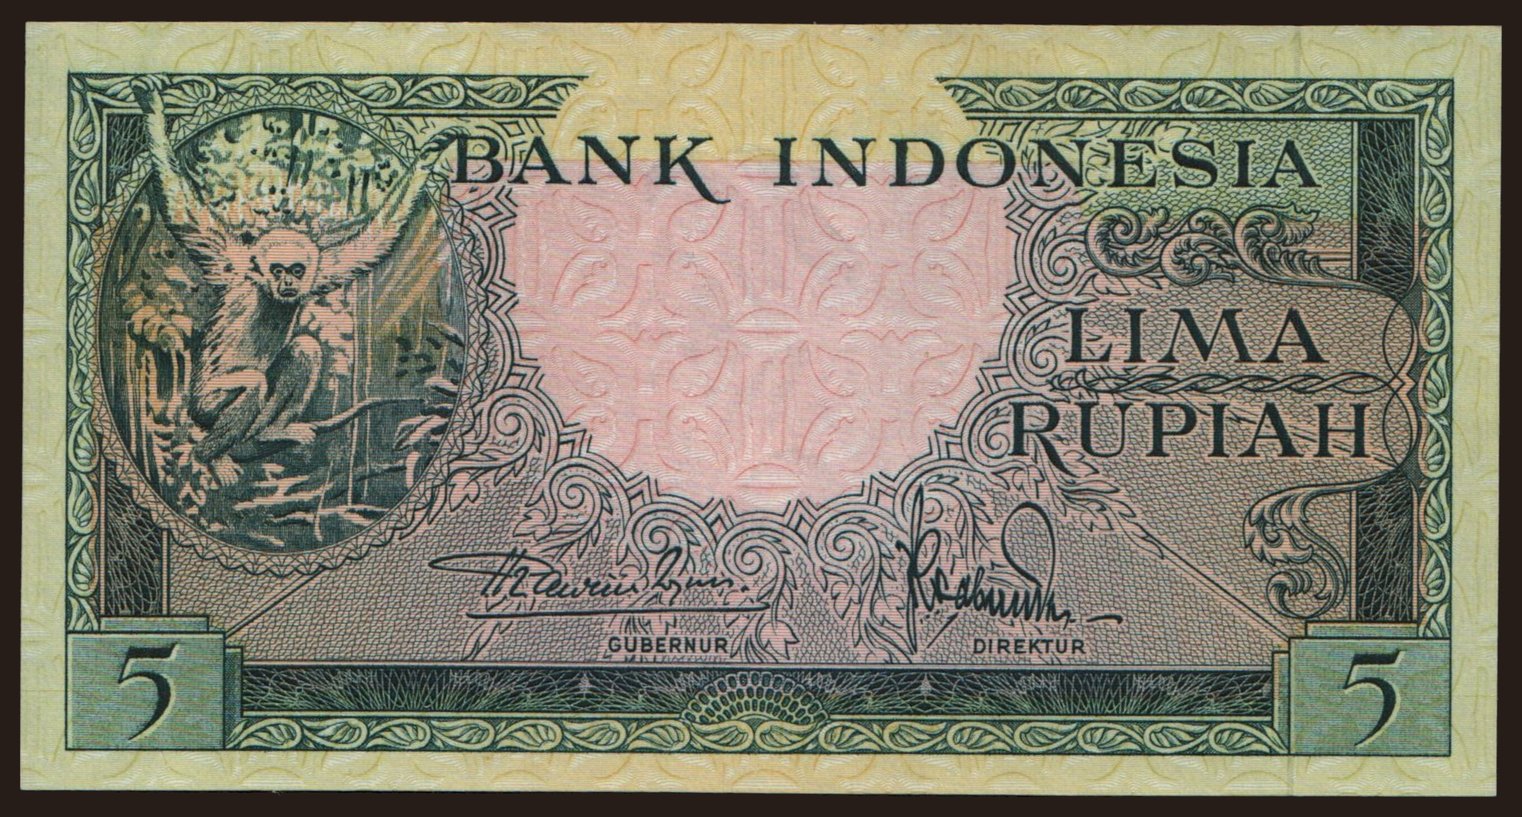 BANK INDONESIA
LIMA
RUPIAH
GUBERNUR
DIREKTUR
5
5